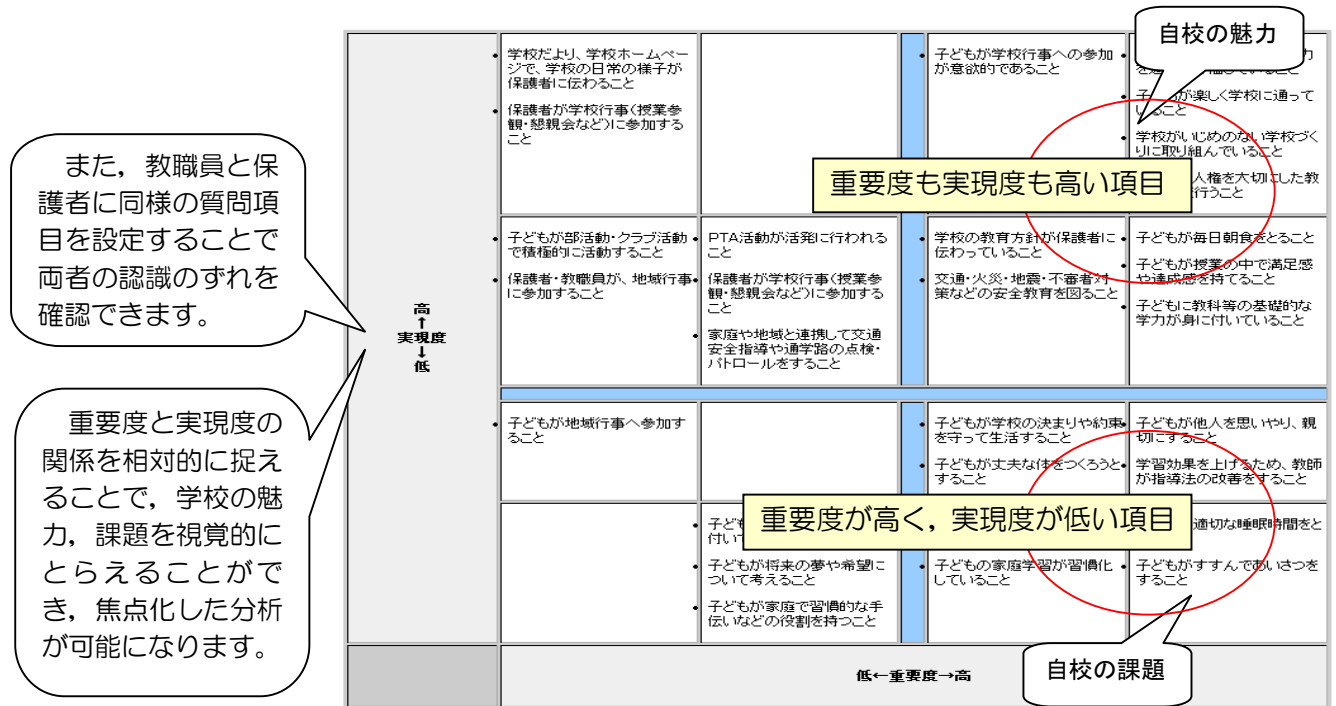 自校の魅力
・学校だより、学校ホームペー
ジで、学校の日常の様子が
保護者に伝わること
・保護者が学校行事(授業参
観・懇親会など)に参加する
こと
・子どもが学校行事への参加
が意欲的であること
・子
が楽しく学校に通って
いること
・学校がいじめのない学校づく
りに取り組んでいること
人権を大切にした教
行うこと
重要度も実現度も高い項目
また，教職員と保
護者に同様の質問項
目を設定することで
両者の認識のずれを
確認できます。
高
↑
実現度
↓
低
・子どもが部活動・クラブ活動
で積極的に活動すること
・保護者・教職員が、地域行事
に参加すること
・PTA活動が活発に行われる
こと
・保護者が学校行事(授業参
観・懇親会など)に参加する
こと
・家庭や地域と連携して交通
安全指導や通学路の点検・
パトロールをすること
・学校の教育方針が保護者に
伝わっていること
・交通・火災・地震・不審者対
策などの安全教育を図ること
・子どもが毎日朝食をとること
・子どもが授業の中で満足感
や達成感を持てること
・子どもに教科等の基礎的な
学力が身に付いていること
重要度と実現度の
関係を相対的に捉え
ることで，学校の魅
力，課題を視覚的に
とらえることがで
き，焦点化した分析
が可能になります。
・子どもが地域行事へ参加す
ること
・子どもが学校の決まりや約束
を守って生活すること
・子どもが丈夫な体をつくろうと
すること
・子どもが他人を思いやり、親
切にすること
・学習効果を上げるため、教師
が指導法の改善をすること
重要度が高く，実現度が低い項目
・子ども
付いて
・子どもが将来の夢や希望に
ついて考えること
・子どもが家庭で習慣的な手
伝いなどの役割を持つこと
・子どもの家庭学習が習慣化
していること
適切な睡眠時間をと
・子どもがすすんであいさつを
すること
自校の課題
低←重要度→高